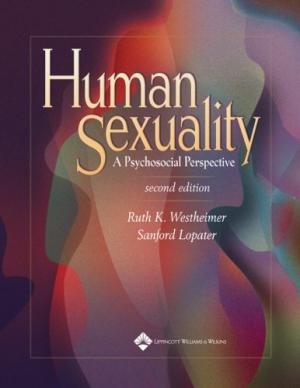 Human
Sexuality
A Psychosocial Perspective
second edition
Ruth K. Westheimer
Sanford Lopater
LIPPINCOTT WILLIAMS & WILKINS